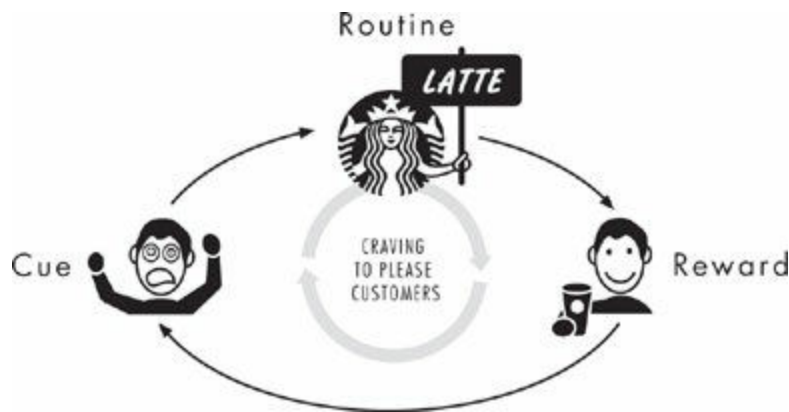 Routine
LATTE
Cue
CRAVING
TO PLEASE
CUSTOMERS
Reward